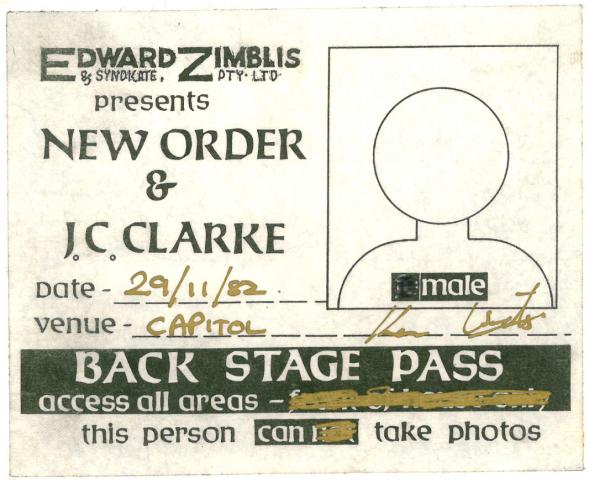 EDWARD ZIMBLIS
& SYNDICATE, PTY. LTD.
presents
NEW ORDER
&
J.C. CLARKE
Date - 29/11/82
male
venue - CAPITOL
BACK STAGE PASS
access all areas -
this person can take photos